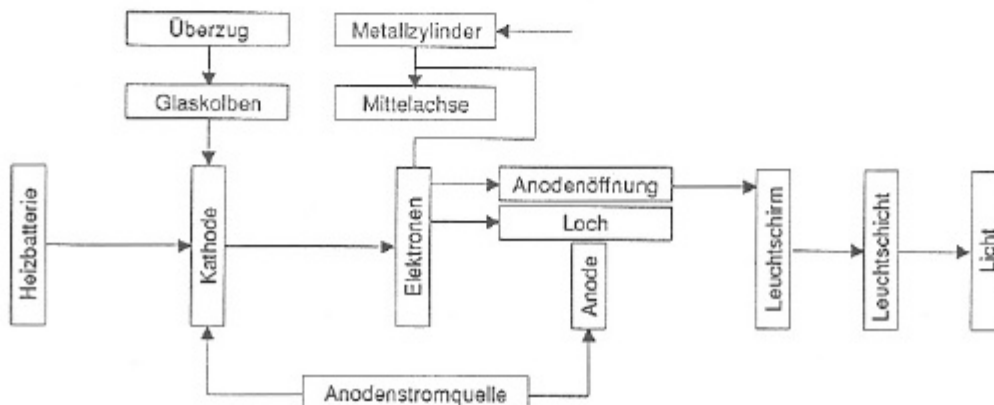 Überzug
Metallzylinder
Glaskolben
Mittelachse
Heizbatterie
Kathode
Elektronen
Anodenöffnung
Loch
Anode
Leuchtschirm
Leuchtschicht
Licht
Anodenstromquelle